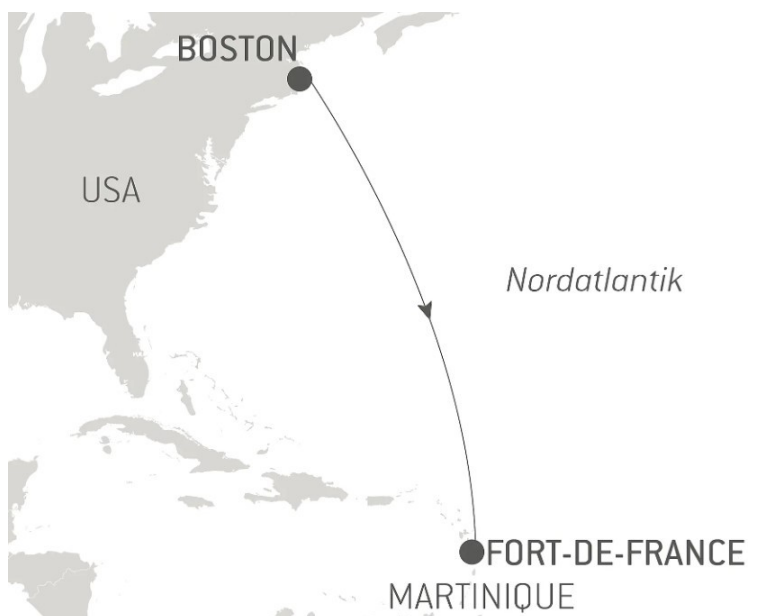 BOSTON
USA
Nordatlantik
FORT-DE-FRANCE
MARTINIQUE